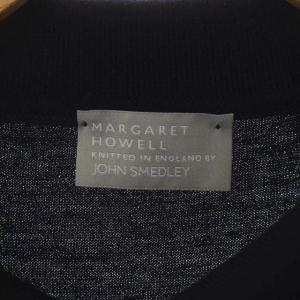 MARGARET
HOWELL
KNITTED IN ENGLAND BY
JOHN SMEDLEY